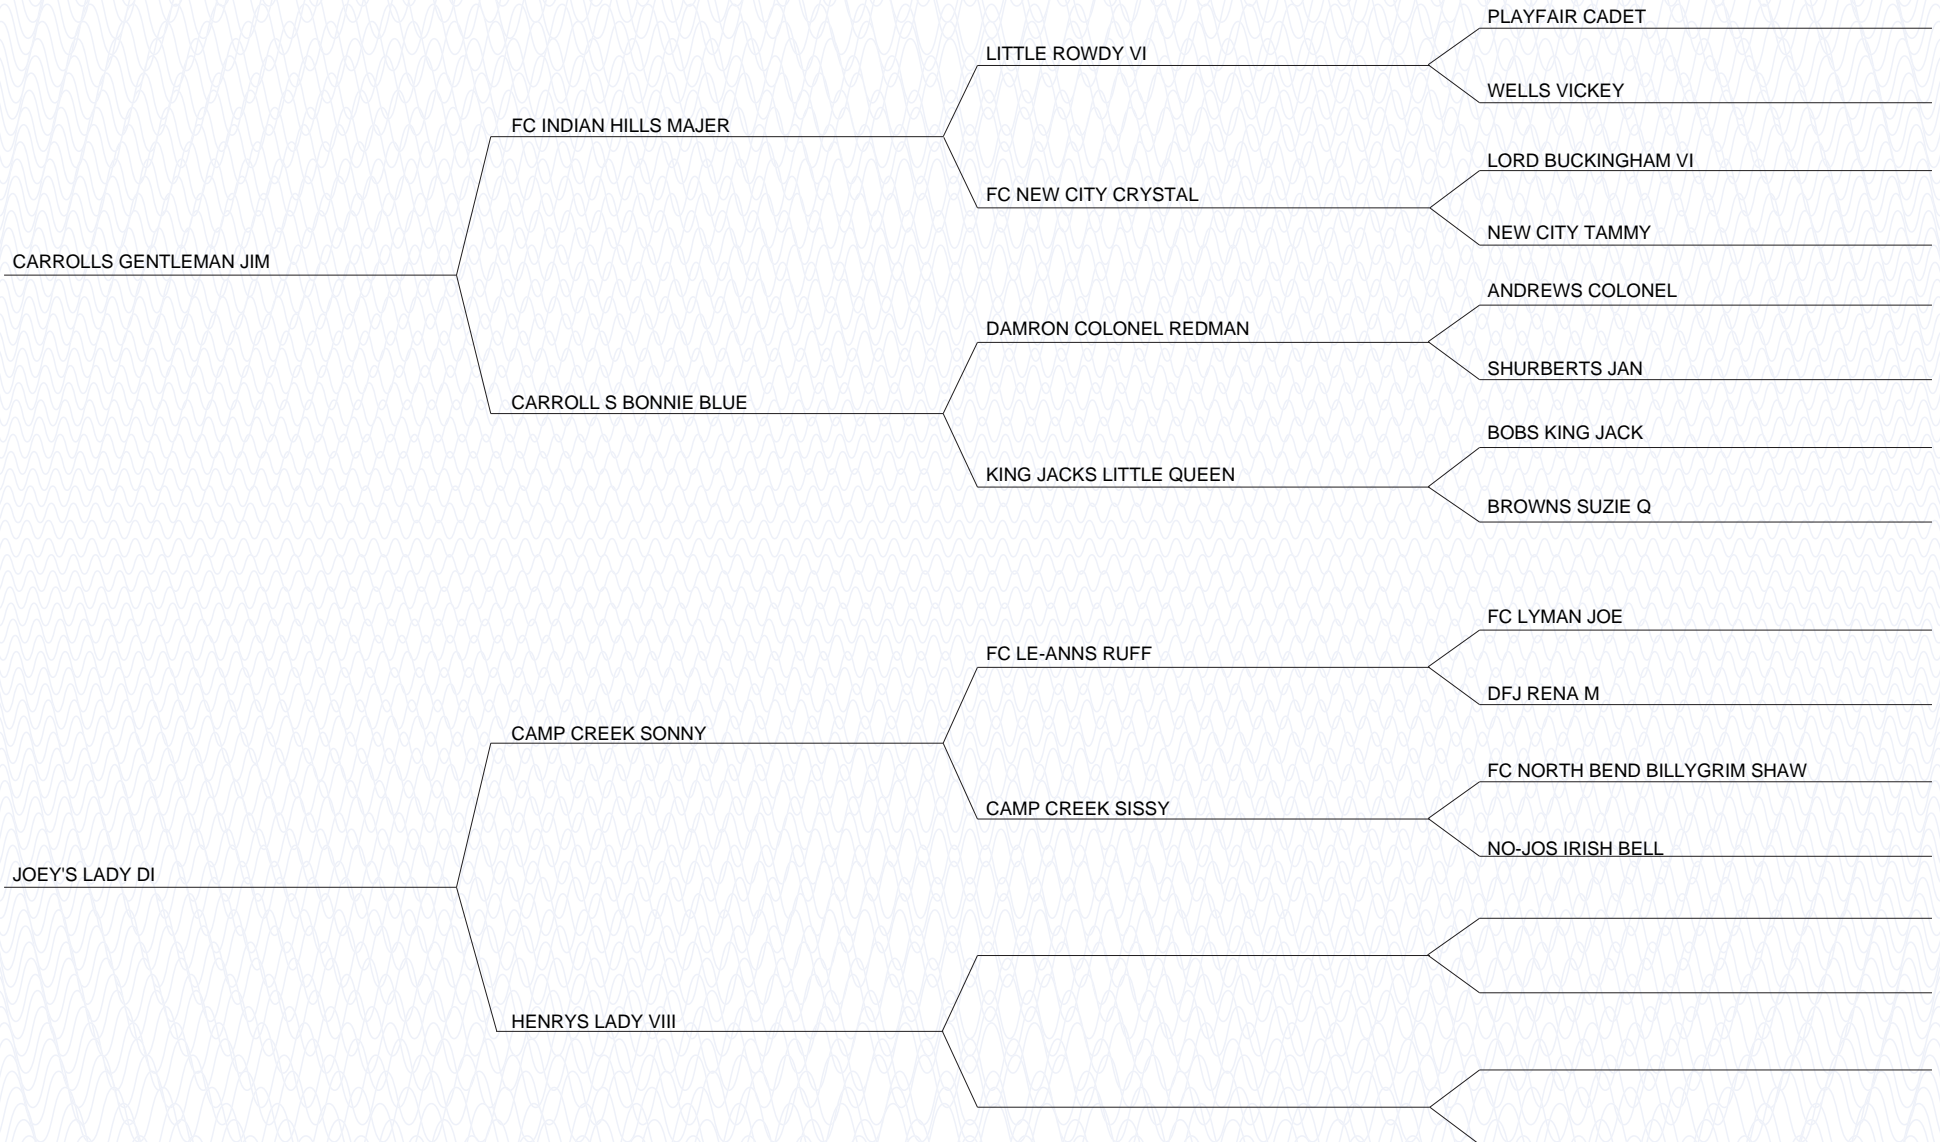 PLAYFAIR CADET
LITTLE ROWDY VI
WELLS VICKEY
FC INDIAN HILLS MAJER
LORD BUCKINGHAM VI
FC NEW CITY CRYSTAL
NEW CITY TAMMY
CARROLLS GENTLEMAN JIM
ANDREWS COLONEL
DAMRON COLONEL REDMAN
SHURBERTS JAN
CARROLL S BONNIE BLUE
BOBS KING JACK
KING JACKS LITTLE QUEEN
BROWNS SUZIE Q
FC LYMAN JOE
FC LE-ANNS RUFF
DFJ RENA M
CAMP CREEK SONNY
FC NORTH BEND BILLYGRIM SHAW
CAMP CREEK SISSY
NO-JOS IRISH BELL
JOEY'S LADY DI
HENRYS LADY VIII